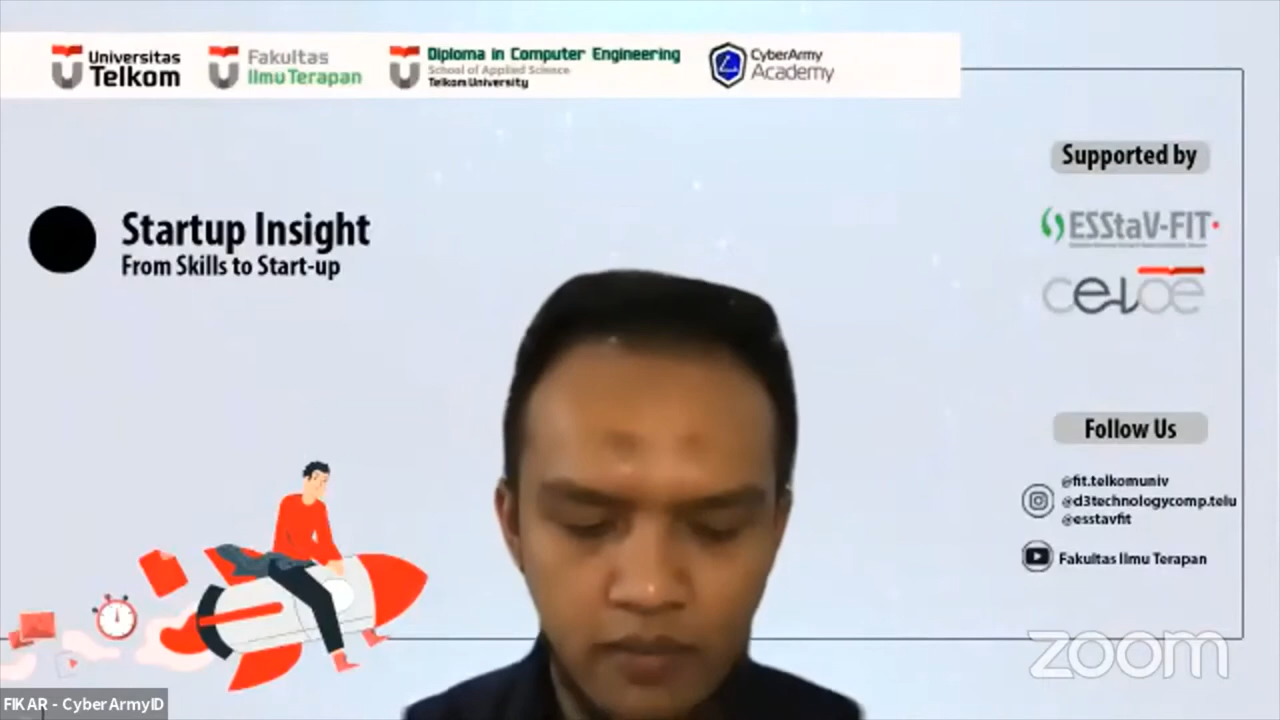 Universitas
Telkom
Fakultas
Ilmu Terapan
Diploma in Computer Engineering
School of Applied Science
Telkom University
CyberArmy
Academy
Supported by
ESStaV-FIT
celoe
Startup Insight
From Skills to Start-up
Follow Us
@fit.telkomuniv
@d3technologycomp.telu
@esstavfit
Fakultas Ilmu Terapan
zoom
FIKAR - CyberArmyID